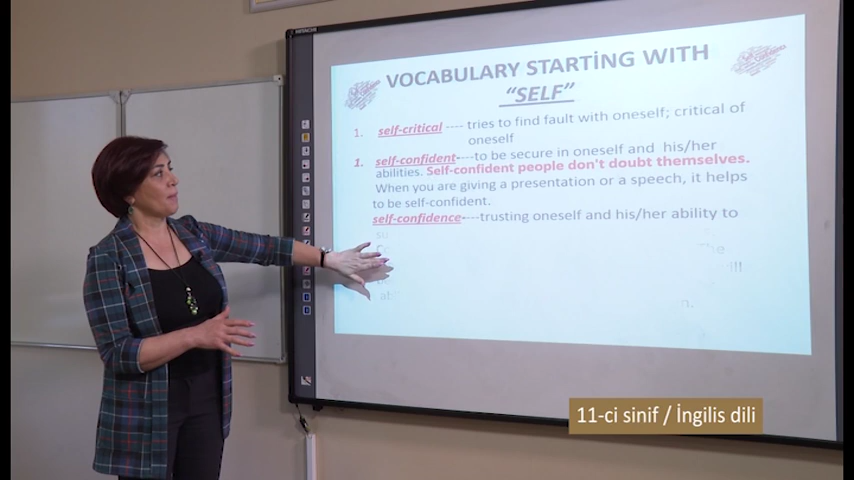 HITACHI
VOCABULARY STARTİNG WITH
“SELF”
1. self-critical ---- tries to find fault with oneself; critical of
oneself
1. self-confident----to be secure in oneself and his/her
abilities. Self-confident people don't doubt themselves.
When you are giving a presentation or a speech, it helps
to be self-confident.
self-confidence----trusting oneself and his/her ability to
11-ci sinif / İngilis dili